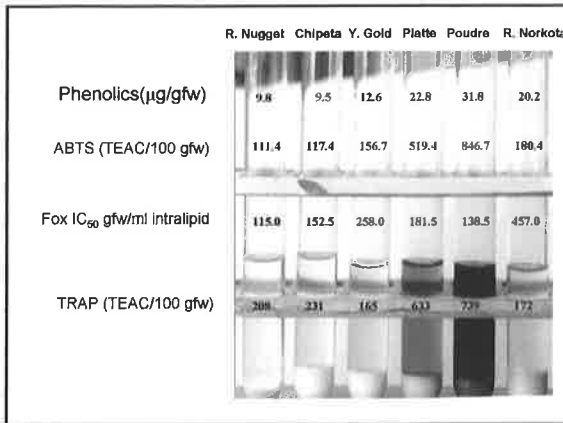 R. Nugget Chipeta Y. Gold Platte Poudre R. Norkota
Phenolics(µg/gfw) 9.8 9.5 12.6 22.8 31.8 20.2
ABTS (TEAC/100 gfw) 111.4 117.4 156.7 519.4 846.7 180.4
Fox IC₅₀ gfw/ml intralipid 115.0 152.5 258.0 181.5 138.5 457.0
TRAP (TEAC/100 gfw) 208 231 165 633 739 172